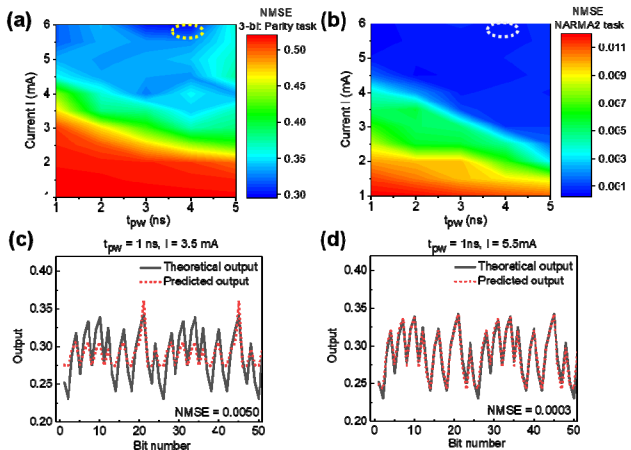 (a)
NMSE
3-bit Parity task
Current I (mA)
6
5
4
3
2
1
1 2 3 4 5
tpw (ns)
0.50
0.45
0.40
0.35
0.30
(b)
NMSE
NARMA2 task
Current I (mA)
6
5
4
3
2
1
1 2 3 4 5
tpw (ns)
0.011
0.009
0.007
0.005
0.003
0.001
(c)
tpw = 1 ns, I = 3.5 mA
Theoretical output
Predicted output
Output
0.40
0.35
0.30
0.25
0.20
NMSE = 0.0050
0 10 20 30 40 50
Bit number
(d)
tpw = 1ns, I = 5.5mA
Theoretical output
Predicted output
Output
0.40
0.35
0.30
0.25
0.20
NMSE = 0.0003
0 10 20 30 40 50
Bit number